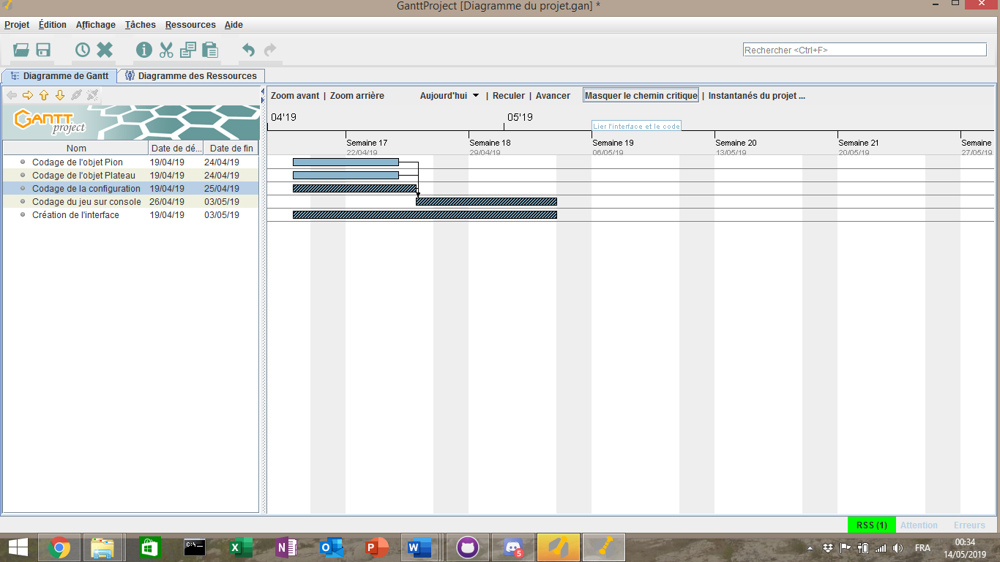 GanttProject [Diagramme du projet.gan] *
Projet Édition Affichage Tâches Ressources Aide
Rechercher <Ctrl+F>
Diagramme de Gantt Diagramme des Ressources
Zoom avant | Zoom arrière Aujourd'hui | Reculer | Avancer Masquer le chemin critique | Instantanés du projet ...
GANTT project
04'19 05'19
Lier l'interface et le code
Semaine 17 Semaine 18 Semaine 19 Semaine 20 Semaine 21 Semaine
22/04/19 29/04/19 06/05/19 13/05/19 20/05/19 27/05/19
Nom Date de dé... Date de fin
Codage de l'objet Pion 19/04/19 24/04/19
Codage de l'objet Plateau 19/04/19 24/04/19
Codage de la configuration 19/04/19 25/04/19
Codage du jeu sur console 26/04/19 03/05/19
Création de l'interface 19/04/19 03/05/19
RSS (1) Attention Erreurs
FRA
00:34
14/05/2019